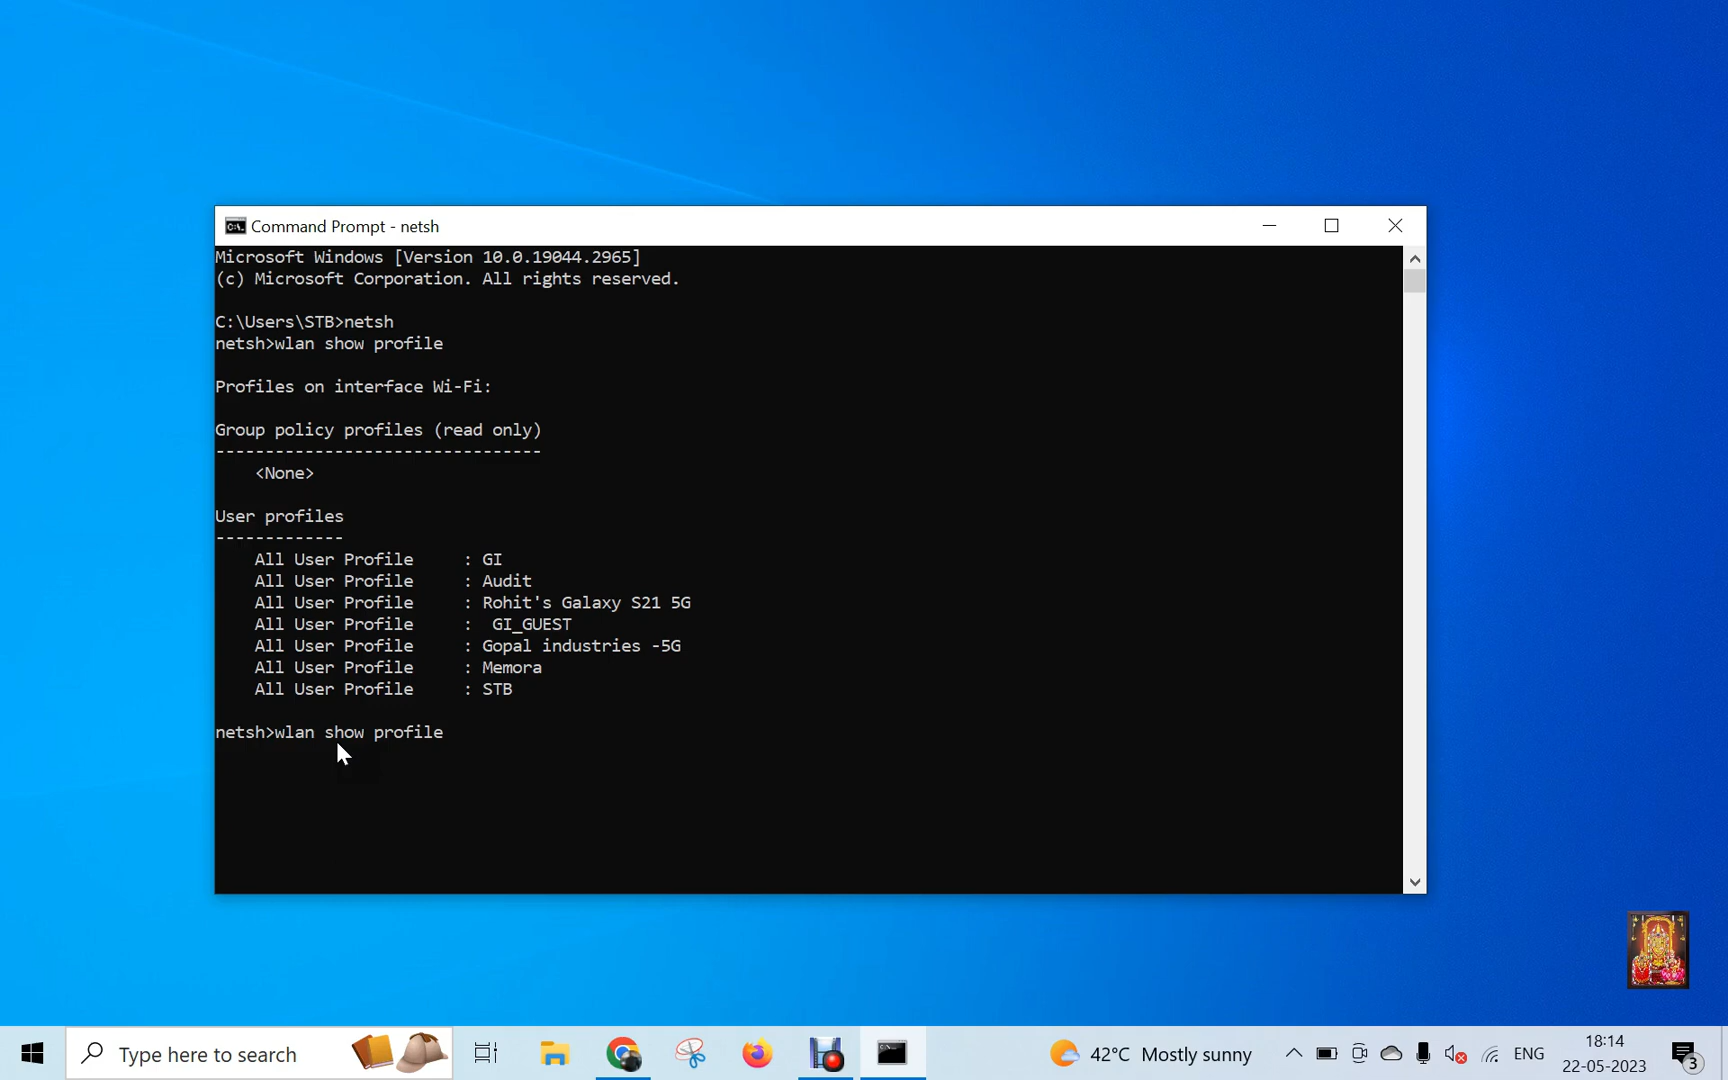 Command Prompt - netsh
Microsoft Windows [Version 10.0.19044.2965]
(c) Microsoft Corporation. All rights reserved.
C:\Users\STB>netsh
netsh>wlan show profile
Profiles on interface Wi-Fi:
Group policy profiles (read only)
---------------------------------
<None>
User profiles
-------------
All User Profile     : GI
All User Profile     : Audit
All User Profile     : Rohit's Galaxy S21 5G
All User Profile     :  GI_GUEST
All User Profile     : Gopal industries -5G
All User Profile     : Memora
All User Profile     : STB
netsh>wlan show profile
Type here to search
42°C Mostly sunny
ENG
18:14
22-05-2023
3